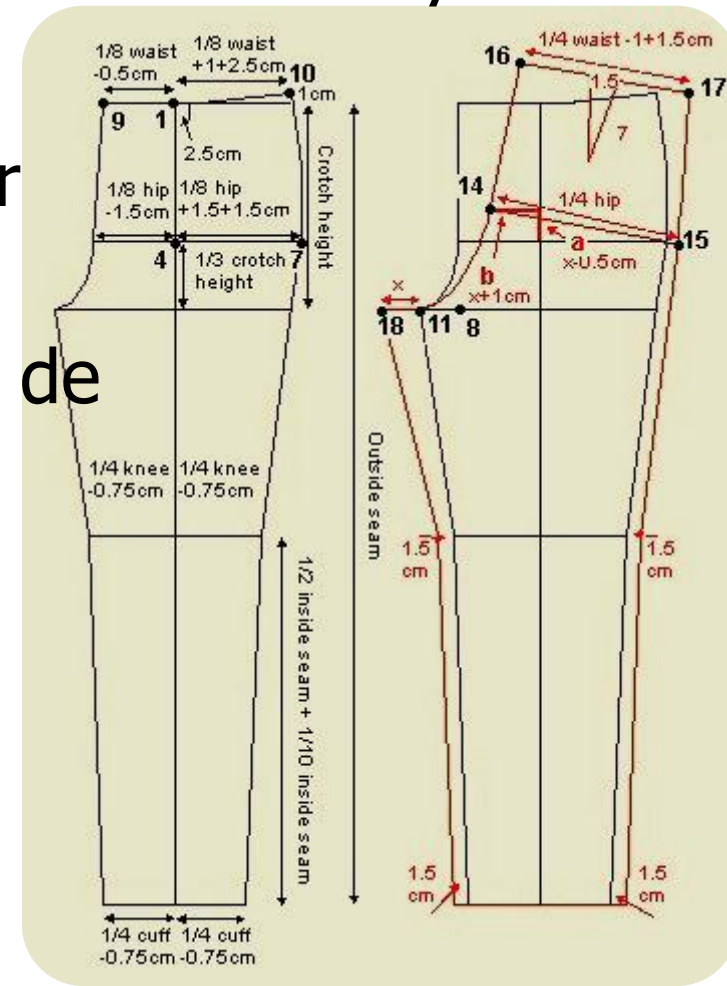 y
r
de
1/8 waist
-0.5cm
1/8 waist
+1+2.5cm
10
1cm
9
1
2.5cm
Crotch height
1/8 hip
-1.5cm
1/8 hip
+1.5+1.5cm
4
1/3 crotch
height
7
1/4 knee
-0.75cm
1/4 knee
-0.75cm
Outside seam
1/2 inside seam + 1/10 inside seam
1/4 cuff
-0.75cm
1/4 cuff
-0.75cm
16
1/4 waist -1+1.5cm
17
1.5
7
14
1/4 hip
15
a
x-0.5cm
b
x+1cm
x
18
11
8
1.5
cm
1.5
cm
1.5
cm
1.5
cm